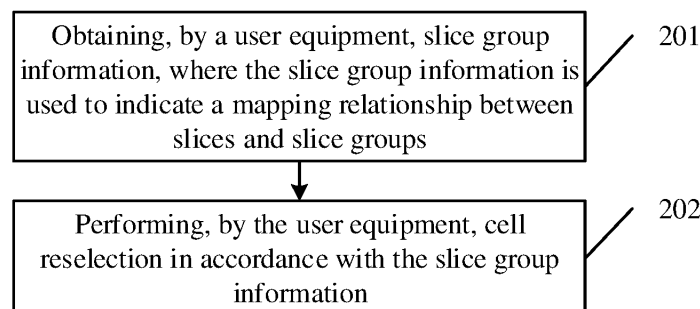 Obtaining, by a user equipment, slice group
information, where the slice group information is
used to indicate a mapping relationship between
slices and slice groups
201
Performing, by the user equipment, cell
reselection in accordance with the slice group
information
202